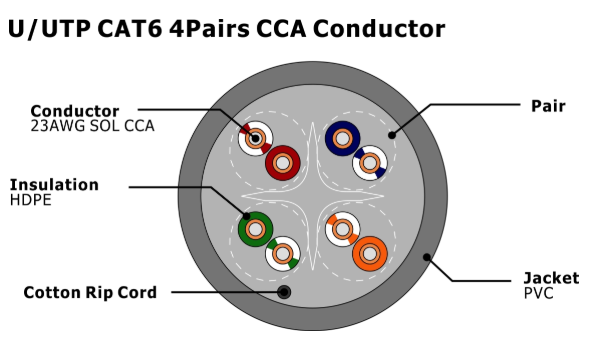 U/UTP CAT6 4Pairs CCA Conductor
Conductor
23AWG SOL CCA
Pair
Insulation
HDPE
Jacket
PVC
Cotton Rip Cord